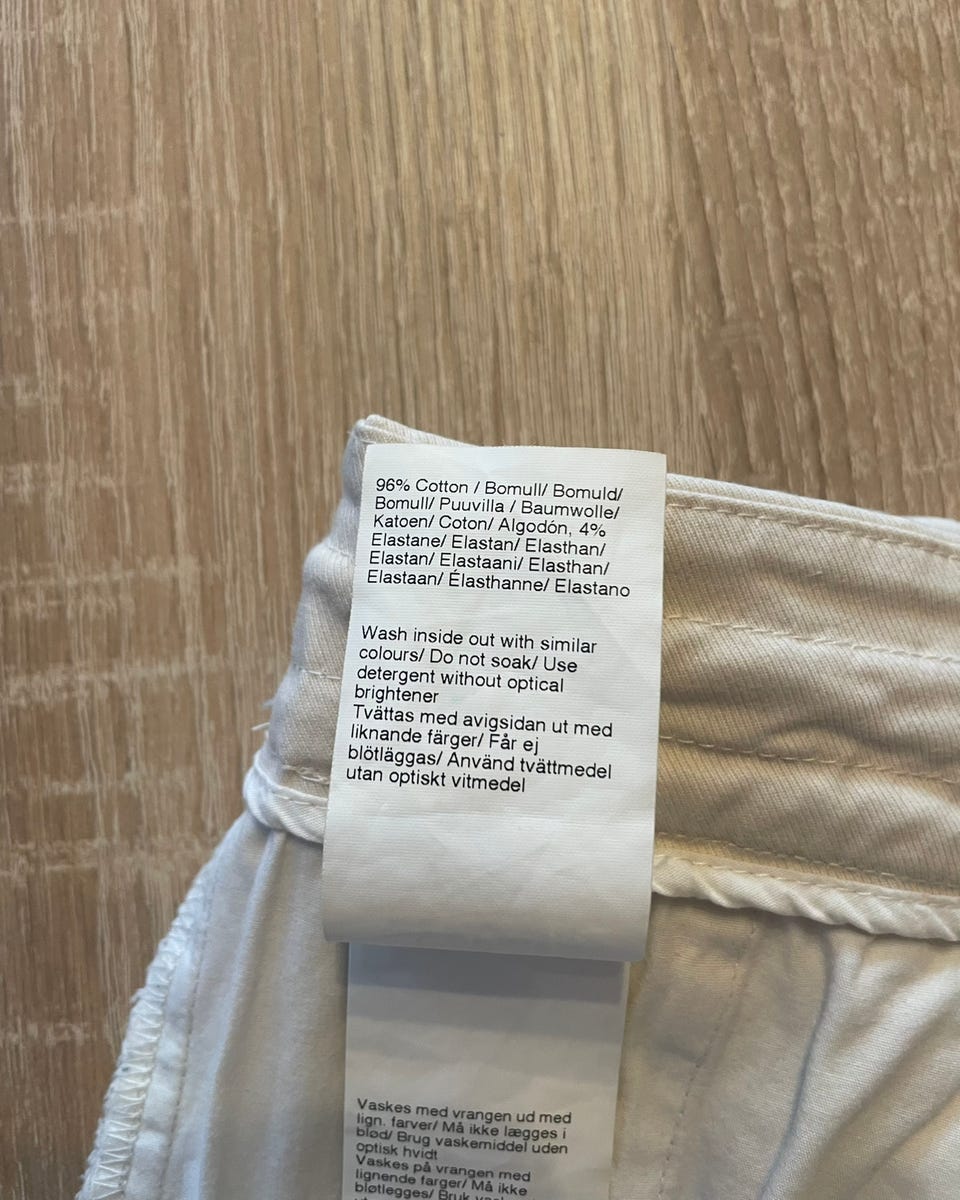 96% Cotton / Bomull/ Bomuld/
Bomull/ Puuvilla / Baumwolle/
Katoen/ Coton/ Algodón, 4%
Elastane/ Elastan/ Elasthan/
Elastan/ Elastaani/ Elasthan/
Elastaan/ Élasthanne/ Elastano
Wash inside out with similar
colours/ Do not soak/ Use
detergent without optical
brightener
Tvättas med avigsidan ut med
liknande färger/ Får ej
blötläggas/ Använd tvättmedel
utan optiskt vitmedel
Vaskes med vrangen ud med
lign. farver/ Må ikke lægges i
blød/ Brug vaskemiddel uden
optisk hvidt
Vaskes på vrangen med
lignende farger/ Må ikke
bløtlegges/ Bruk